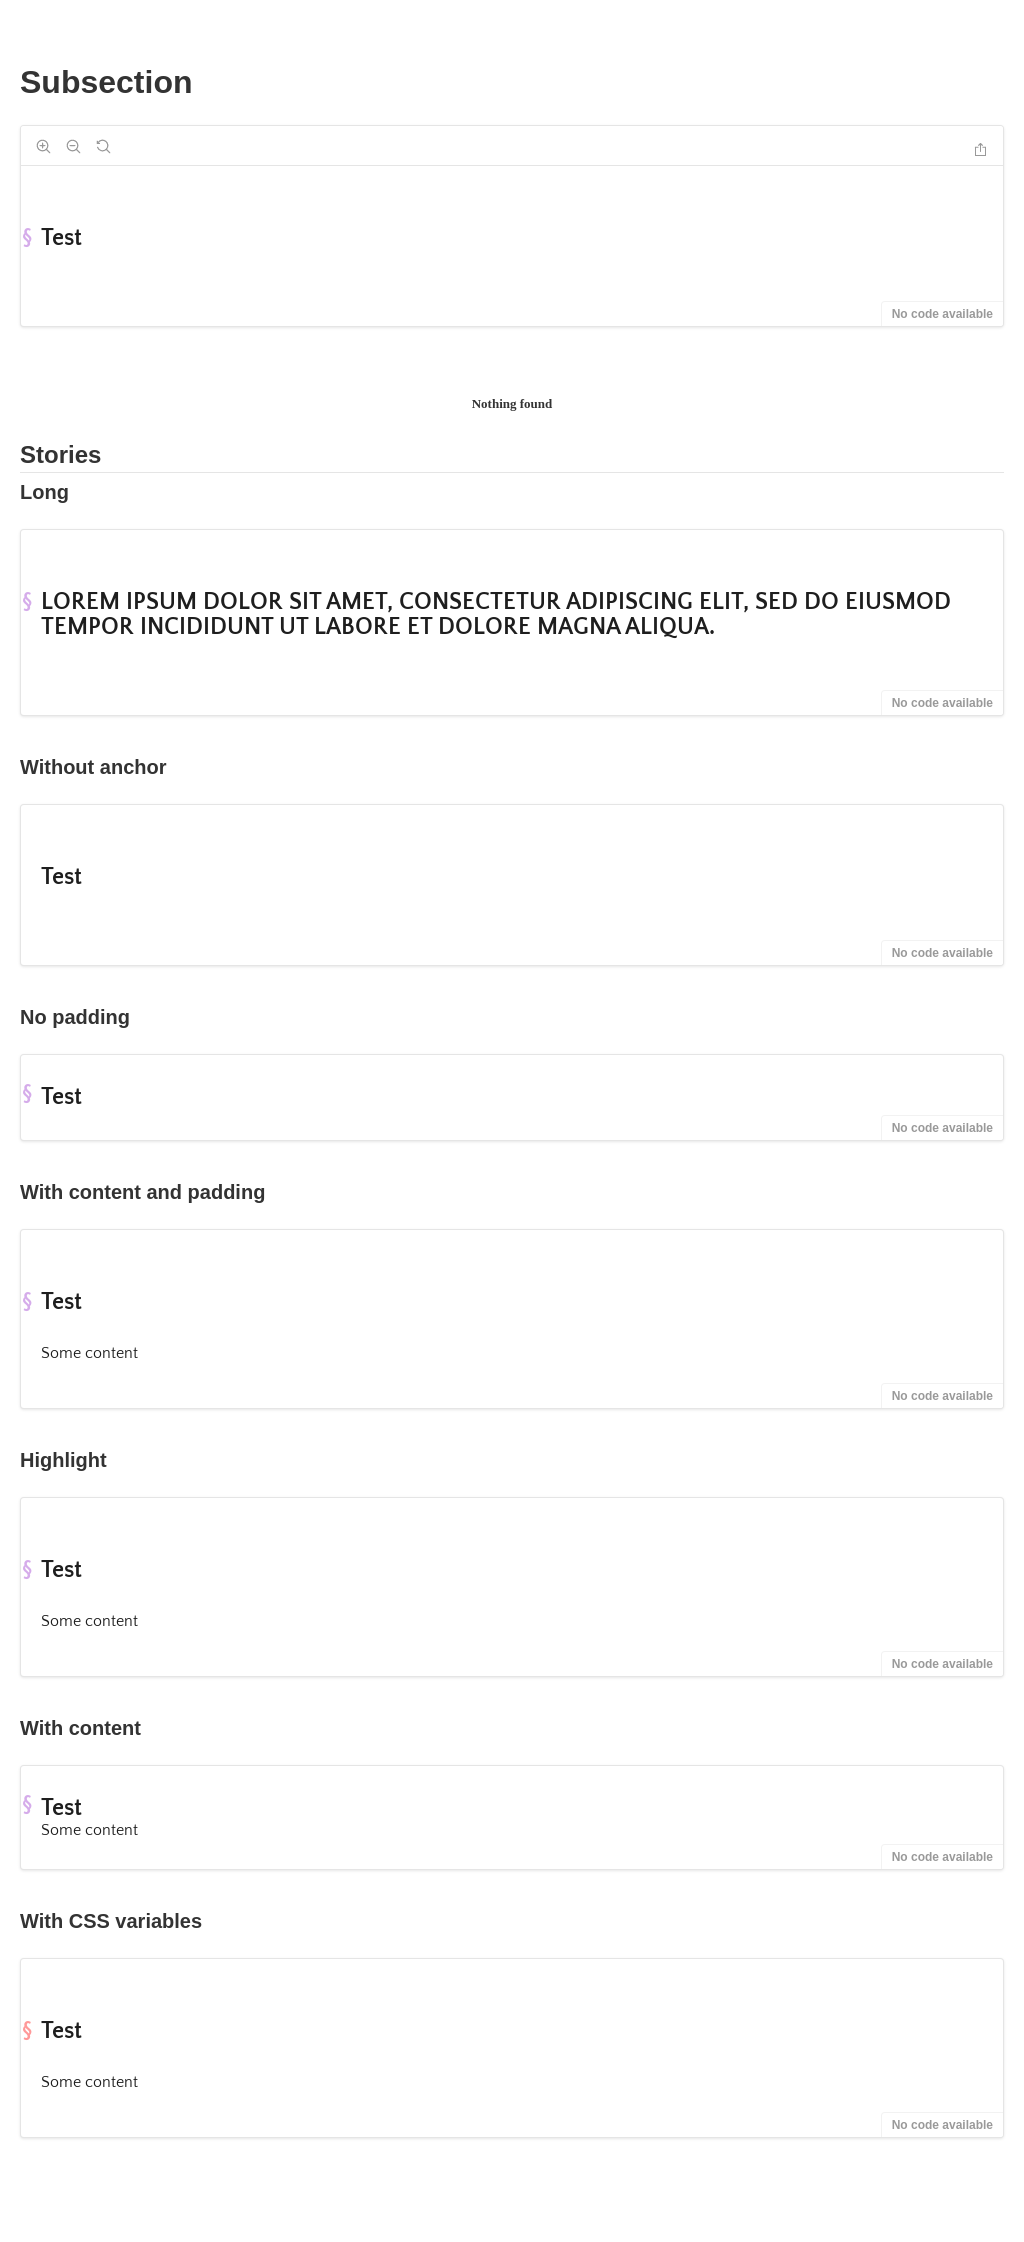 Subsection
§ Test
No code available
Nothing found
Stories
Long
§ LOREM IPSUM DOLOR SIT AMET, CONSECTETUR ADIPISCING ELIT, SED DO EIUSMOD
TEMPOR INCIDIDUNT UT LABORE ET DOLORE MAGNA ALIQUA.
No code available
Without anchor
Test
No code available
No padding
§ Test
No code available
With content and padding
§ Test
Some content
No code available
Highlight
§ Test
Some content
No code available
With content
§ Test
Some content
No code available
With CSS variables
§ Test
Some content
No code available